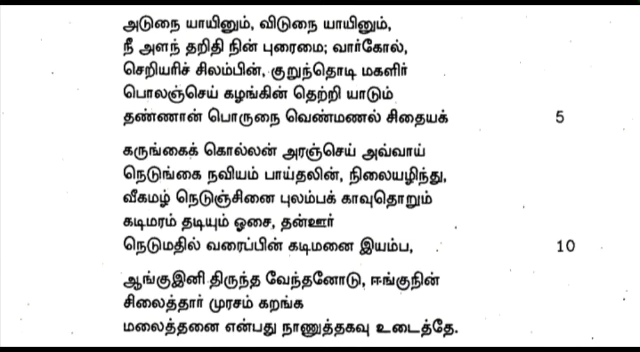 அடுநை யாயினும், விடுநை யாயினும்,
நீ அளந் தறிதி நின் புரைமை; வார்கோல்,
செறியரிச் சிலம்பின், குறுந்தொடி மகளிர்
பொலஞ்செய் கழங்கின் தெற்றி யாடும்
தண்ணான் பொருநை வெண்மணல் சிதையக் 5
கருங்கைக் கொல்லன் அரஞ்செய் அவ்வாய்
நெடுங்கை நவியம் பாய்தலின், நிலையழிந்து,
வீகமழ் நெடுஞ்சினை புலம்பக் காவுதொறும்
கடிமரம் தடியும் ஓசை, தன்ஊர்
நெடுமதில் வரைப்பின் கடிமனை இயம்ப, 10
ஆங்குஇனி திருந்த வேந்தனோடு, ஈங்குநின்
சிலைத்தார் முரசம் கறங்க
மலைத்தனை என்பது நாணுத்தகவு உடைத்தே.